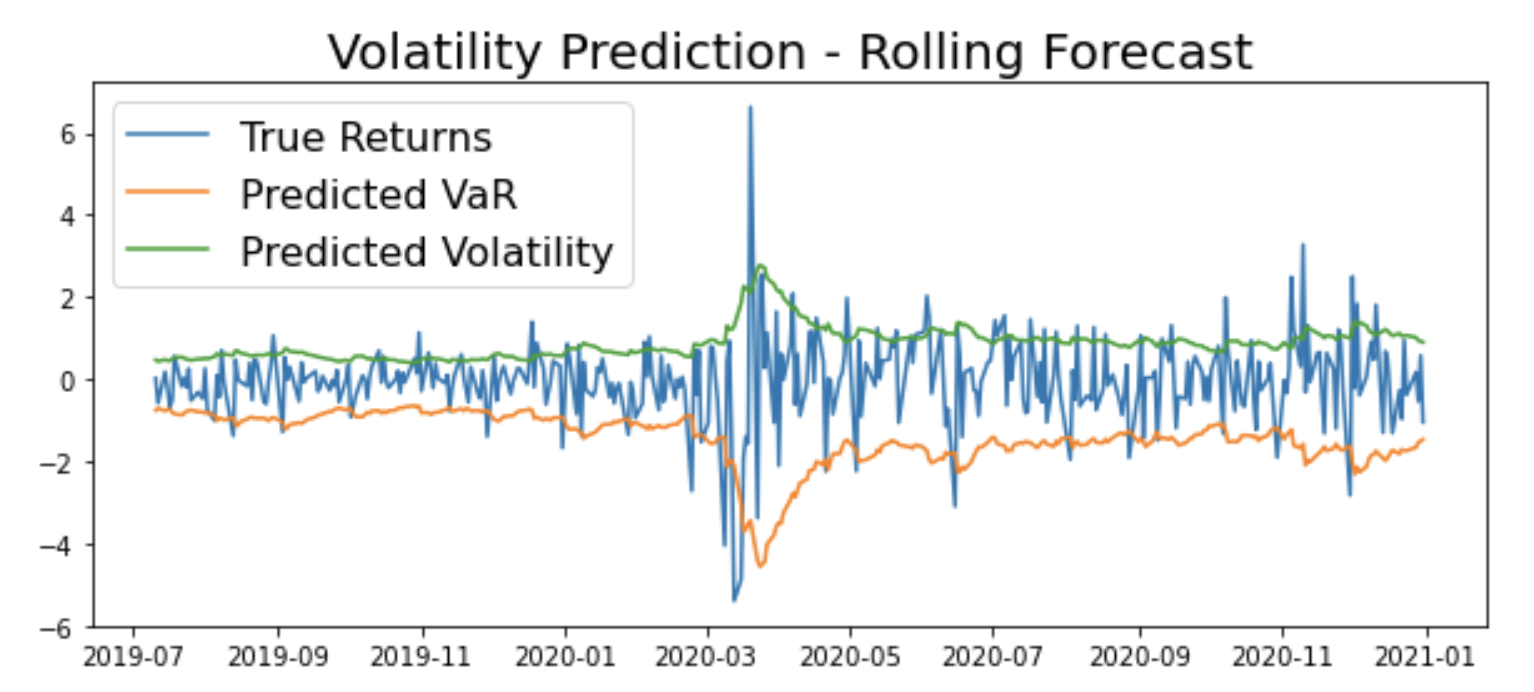 Volatility Prediction - Rolling Forecast
True Returns
Predicted VaR
Predicted Volatility
6
4
2
0
−2
−4
−6
2019-07 2019-09 2019-11 2020-01 2020-03 2020-05 2020-07 2020-09 2020-11 2021-01